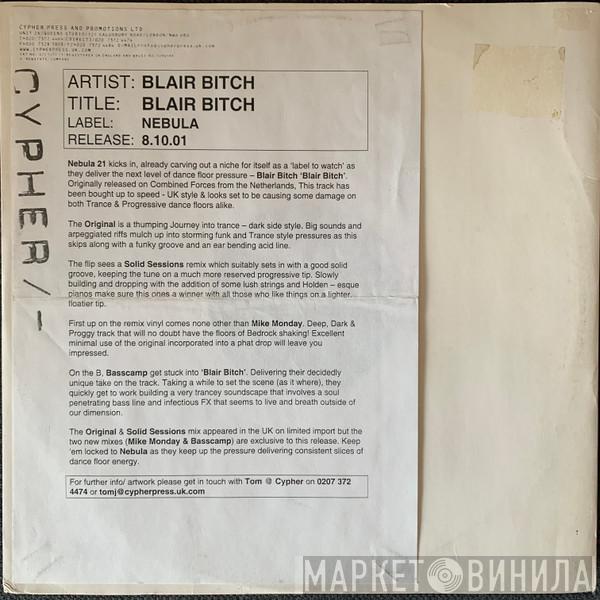 CYPHER PRESS AND PROMOTIONS LTD
WWW.CYPHERPRESS.UK.COM
CYPHER/-
ARTIST: BLAIR BITCH
TITLE: BLAIR BITCH
LABEL: NEBULA
RELEASE: 8.10.01
Nebula 21 kicks in, already carving out a niche for itself as a 'label to watch' as
they deliver the next level of dance floor pressure – Blair Bitch 'Blair Bitch'.
Originally released on Combined Forces from the Netherlands, This track has
been bought up to speed - UK style & looks set to be causing some damage on
both Trance & Progressive dance floors alike.
The Original is a thumping Journey into trance – dark side style. Big sounds and
arpeggiated riffs mulch up into storming funk and Trance style pressures as this
skips along with a funky groove and an ear bending acid line.
The flip sees a Solid Sessions remix which suitably sets in with a good solid
groove, keeping the tune on a much more reserved progressive tip. Slowly
building and dropping with the addition of some lush strings and Holden – esque
pianos make sure this ones a winner with all those who like things on a lighter,
floatier tip.
First up on the remix vinyl comes none other than Mike Monday. Deep, Dark &
Proggy track that will no doubt have the floors of Bedrock shaking! Excellent
minimal use of the original incorporated into a phat drop will leave you
impressed.
On the B, Basscamp get stuck into 'Blair Bitch'. Delivering their decidedly
unique take on the track. Taking a while to set the scene (as it where), they
quickly get to work building a very trancey soundscape that involves a soul
penetrating bass line and infectious FX that seems to live and breath outside of
our dimension.
The Original & Solid Sessions mix appeared in the UK on limited import but the
two new mixes (Mike Monday & Basscamp) are exclusive to this release. Keep
'em locked to Nebula as they keep up the pressure delivering consistent slices of
dance floor energy.
For further info/ artwork please get in touch with Tom @ Cypher on 0207 372
4474 or tomj@cypherpress.uk.com
МАРКЕТ ВИНИЛА